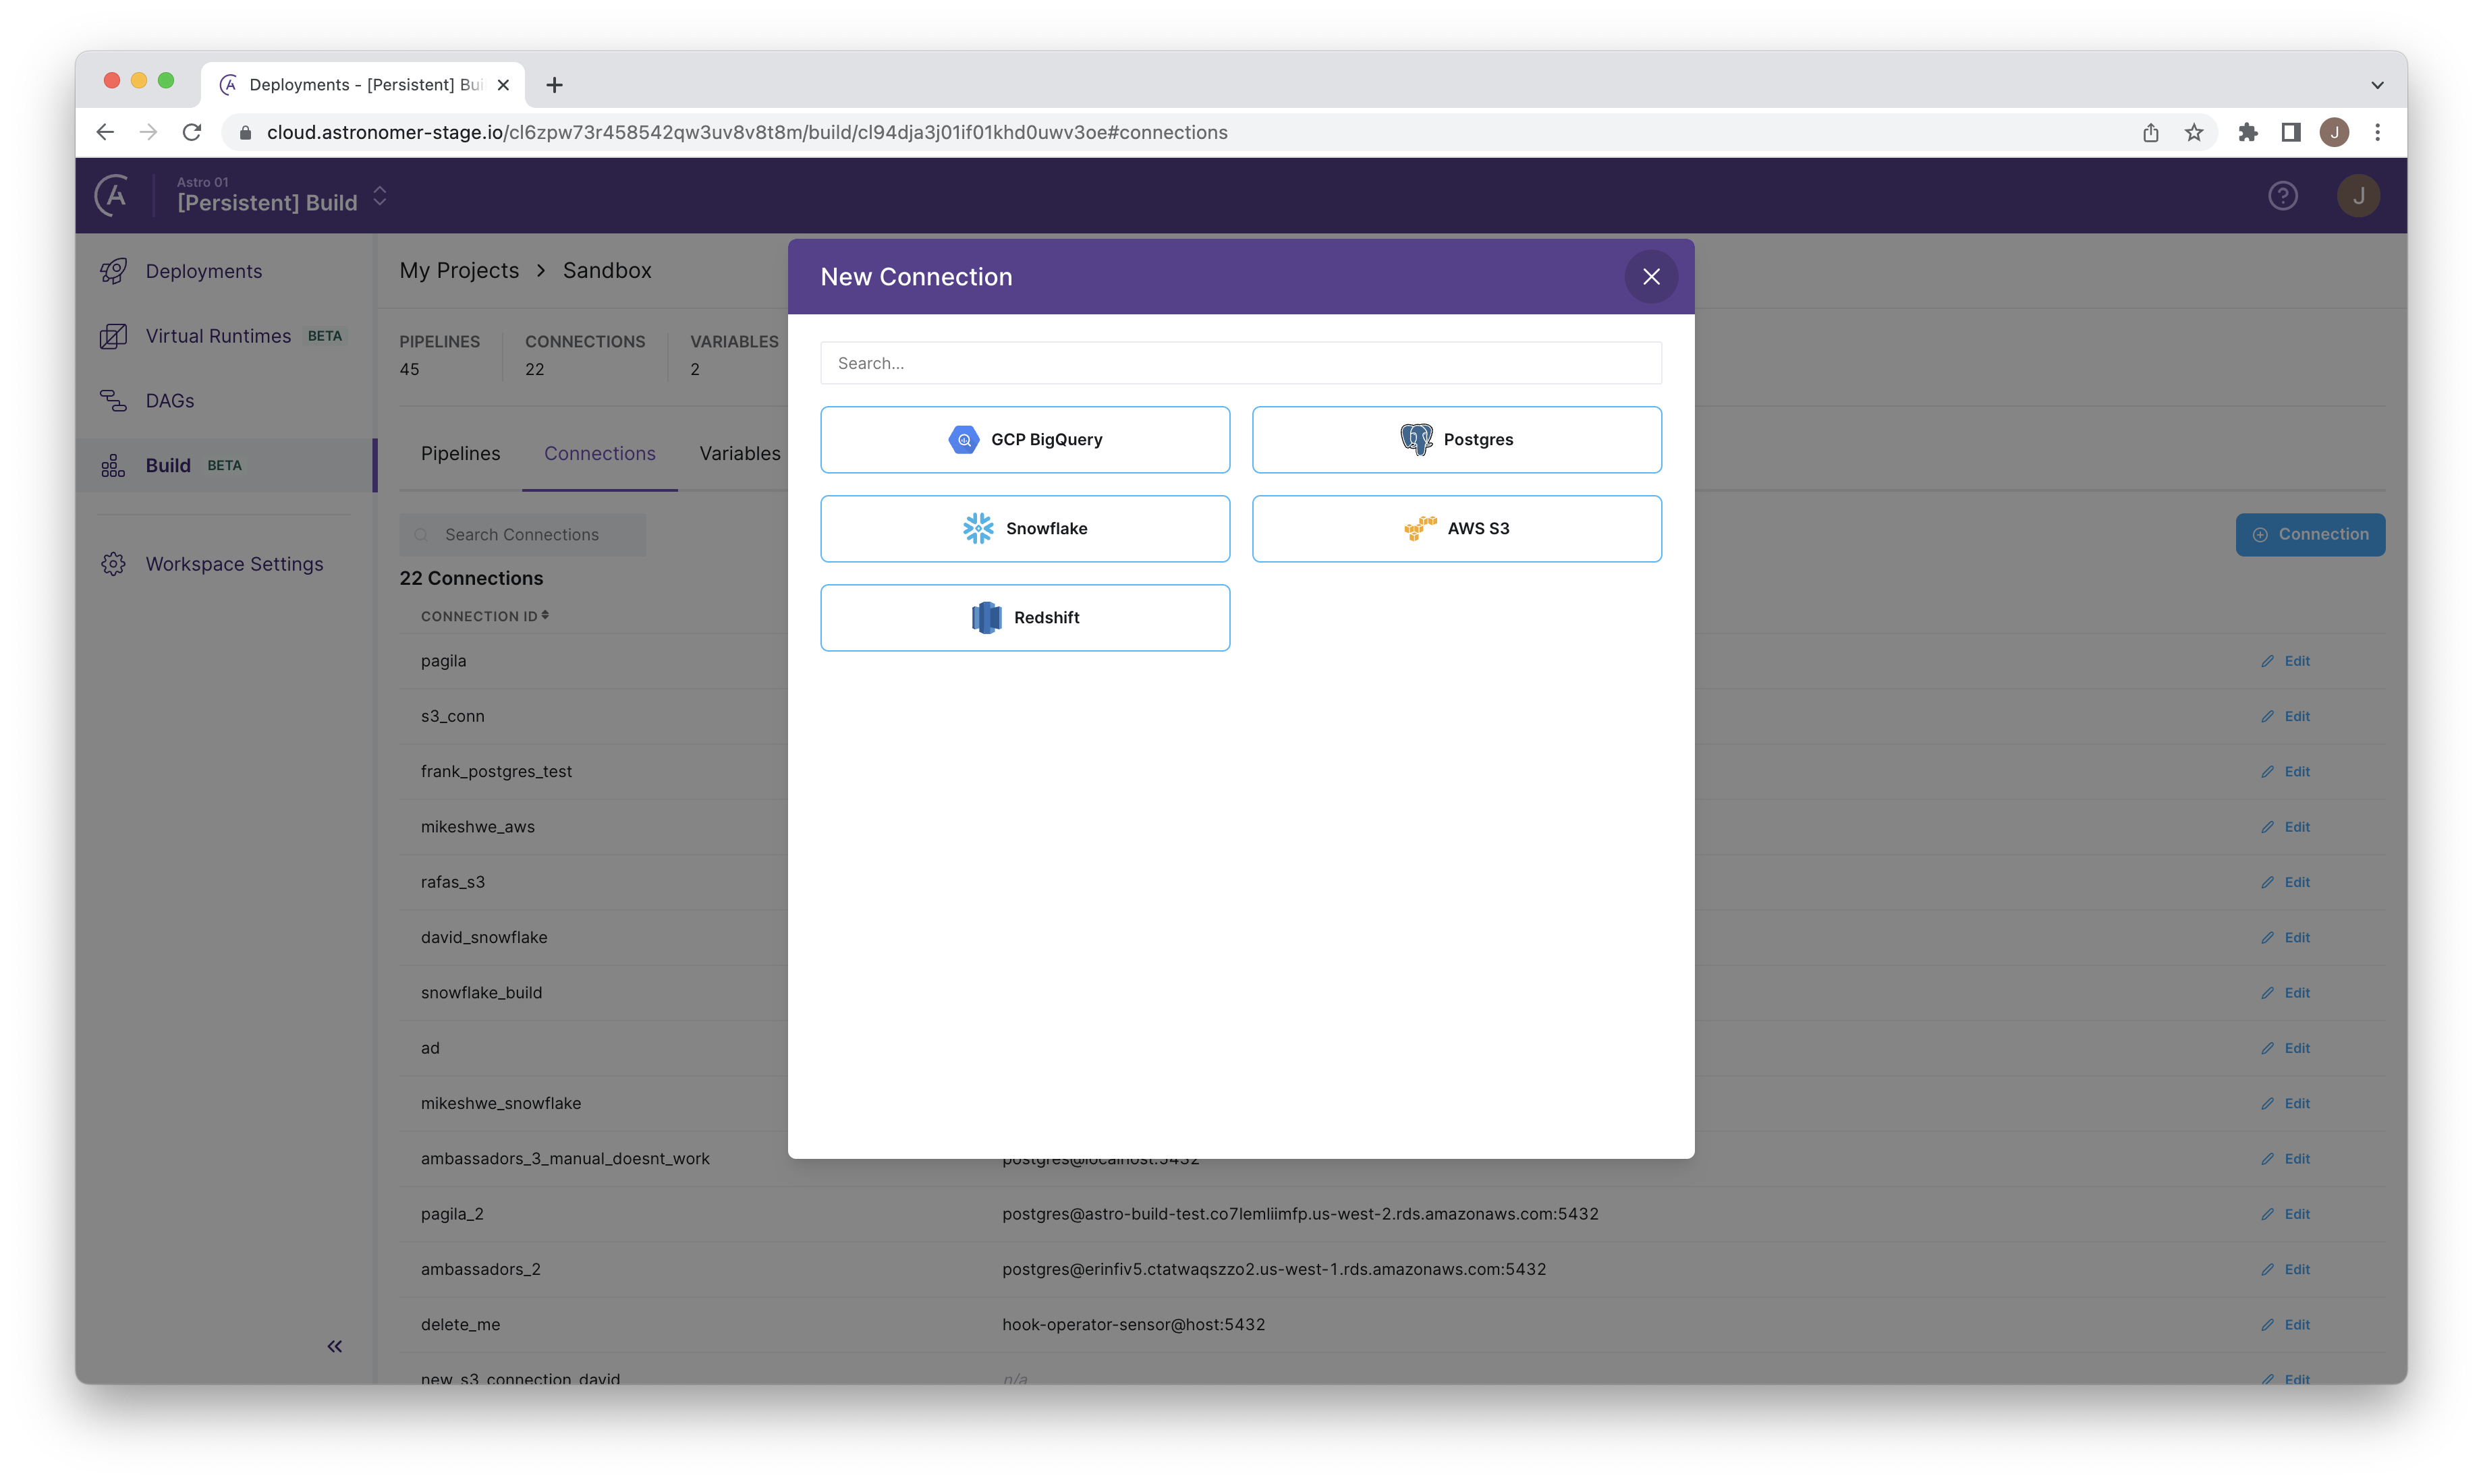 Deployments - [Persistent] Bui
cloud.astronomer-stage.io/cl6zpw73r458542qw3uv8v8t8m/build/cl94dja3j01if01khd0uwv3oe#connections
J
Astro 01
[Persistent] Build
J
Deployments
Virtual Runtimes BETA
DAGs
Build BETA
Workspace Settings
My Projects > Sandbox
PIPELINES CONNECTIONS VARIABLES
45 22 2
Pipelines Connections Variables
Search Connections
Connection
22 Connections
CONNECTION ID
pagila Edit
s3_conn Edit
frank_postgres_test Edit
mikeshwe_aws Edit
rafas_s3 Edit
david_snowflake Edit
snowflake_build Edit
ad Edit
mikeshwe_snowflake Edit
ambassadors_3_manual_doesnt_work postgres@localhost:5432 Edit
pagila_2 postgres@astro-build-test.co7lemliimfp.us-west-2.rds.amazonaws.com:5432 Edit
ambassadors_2 postgres@erinfiv5.ctatwaqszzo2.us-west-1.rds.amazonaws.com:5432 Edit
delete_me hook-operator-sensor@host:5432 Edit
new_s3_connection_david n/a Edit
New Connection
Search...
GCP BigQuery Postgres
Snowflake AWS S3
Redshift